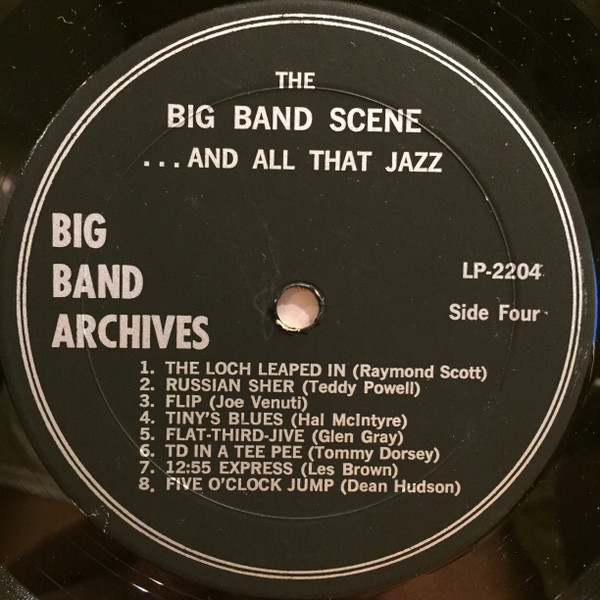 THE
BIG BAND SCENE
...AND ALL THAT JAZZ
BIG
BAND
ARCHIVES
LP-2204
Side Four
1. THE LOCH LEAPED IN (Raymond Scott)
2. RUSSIAN SHER (Teddy Powell)
3. FLIP (Joe Venuti)
4. TINY'S BLUES (Hal McIntyre)
5. FLAT-THIRD-JIVE (Glen Gray)
6. TD IN A TEE PEE (Tommy Dorsey)
7. 12:55 EXPRESS (Les Brown)
8. FIVE O'CLOCK JUMP (Dean Hudson)